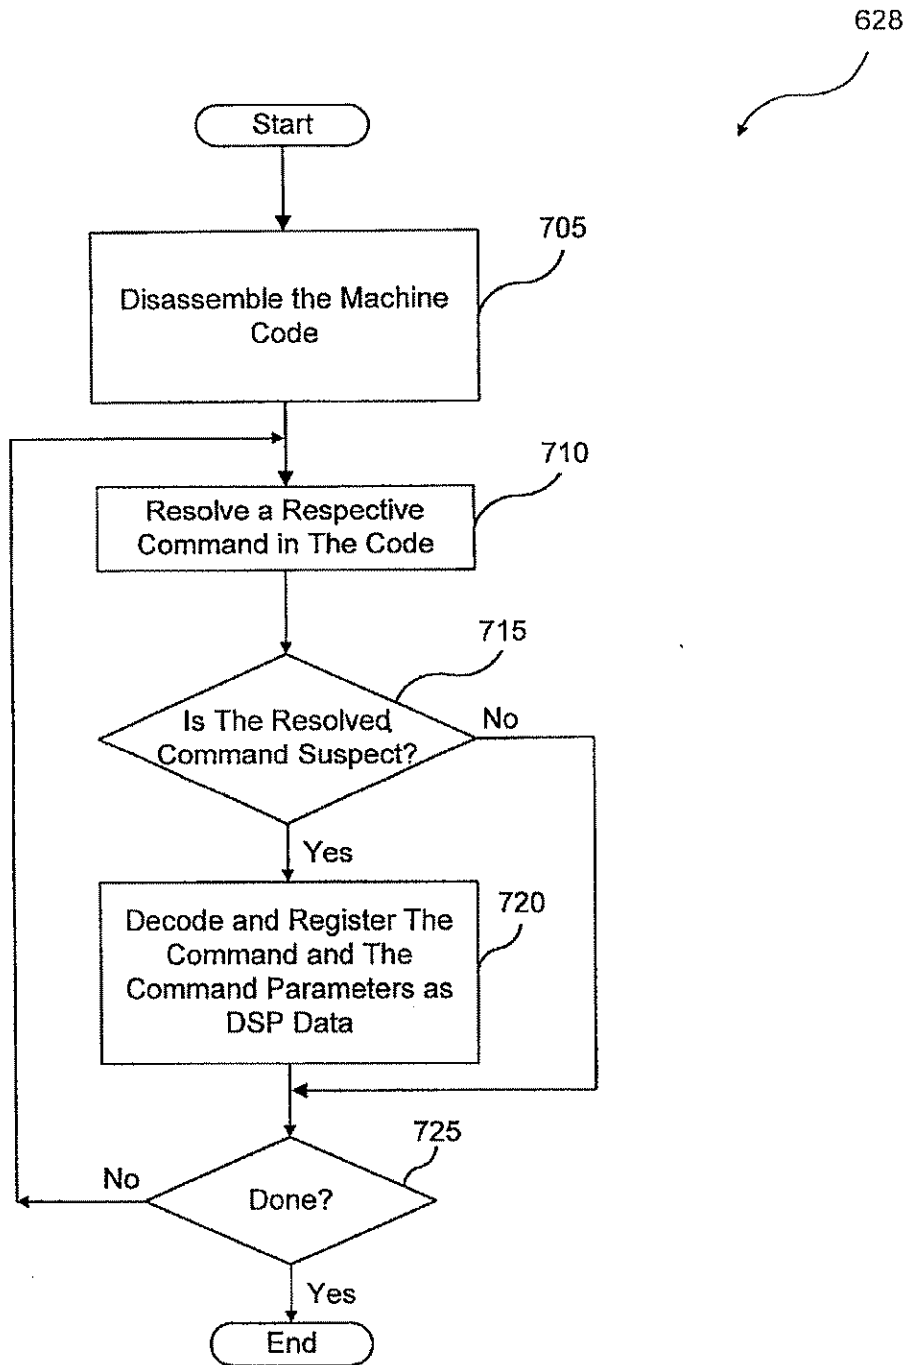 628
Start
705
Disassemble the Machine
Code
710
Resolve a Respective
Command in The Code
715
Is The Resolved
Command Suspect?
No
Yes
720
Decode and Register The
Command and The
Command Parameters as
DSP Data
725
No
Done?
Yes
End